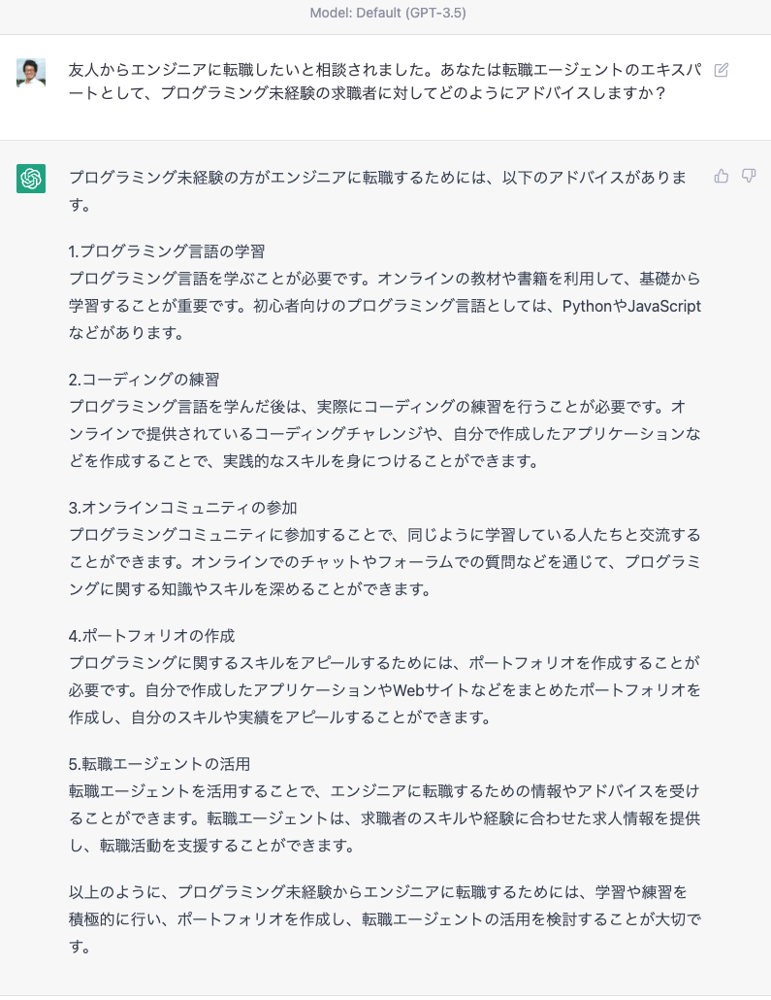 Model: Default (GPT-3.5)
友人からエンジニアに転職したいと相談されました。あなたは転職エージェントのエキスパ
ートとして、プログラミング未経験の求職者に対してどのようにアドバイスしますか？
プログラミング未経験の方がエンジニアに転職するためには、以下のアドバイスがありま
す。
1.プログラミング言語の学習
プログラミング言語を学ぶことが必要です。オンラインの教材や書籍を利用して、基礎から
学習することが重要です。初心者向けのプログラミング言語としては、PythonやJavaScript
などがあります。
2.コーディングの練習
プログラミング言語を学んだ後は、実際にコーディングの練習を行うことが必要です。オ
ンラインで提供されているコーディングチャレンジや、自分で作成したアプリケーションな
どを作成することで、実践的なスキルを身につけることができます。
3.オンラインコミュニティの参加
プログラミングコミュニティに参加することで、同じように学習している人たちと交流する
ことができます。オンラインでのチャットやフォーラムでの質問などを通じて、プログラミ
ングに関する知識やスキルを深めることができます。
4.ポートフォリオの作成
プログラミングに関するスキルをアピールするためには、ポートフォリオを作成することが
必要です。自分で作成したアプリケーションやWebサイトなどをまとめたポートフォリオを
作成し、自分のスキルや実績をアピールすることができます。
5.転職エージェントの活用
転職エージェントを活用することで、エンジニアに転職するための情報やアドバイスを受け
ることができます。転職エージェントは、求職者のスキルや経験に合わせた求人情報を提供
し、転職活動を支援することができます。
以上のように、プログラミング未経験からエンジニアに転職するためには、学習や練習を
積極的に行い、ポートフォリオを作成し、転職エージェントの活用を検討することが大切で
す。